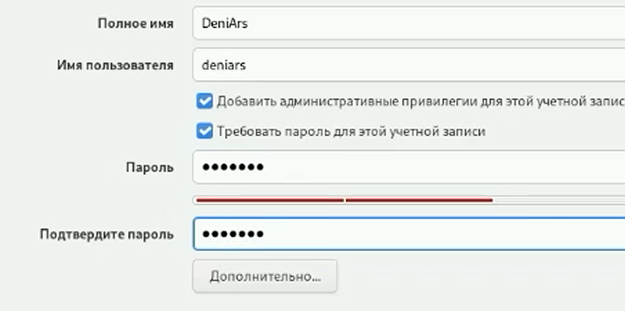 Полное имя DeniArs
Имя пользователя deniars
Добавить административные привилегии для этой учетной
Требовать пароль для этой учетной записи
Пароль •••••••
Подтвердите пароль •••••••
Дополнительно...